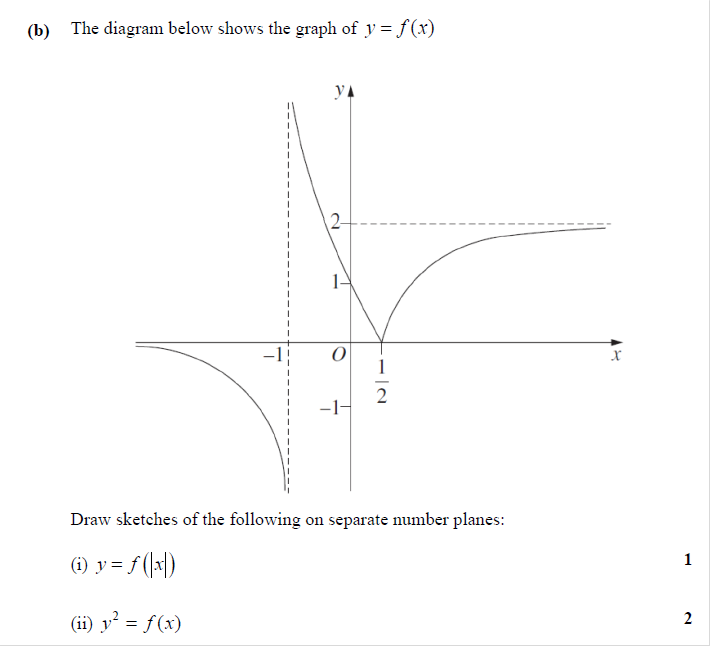 (b) The diagram below shows the graph of y = f(x)
y
2
1
–1
O
1
2
x
–1
Draw sketches of the following on separate number planes:
(i) y = f(|x|)
1
(ii) y² = f(x)
2